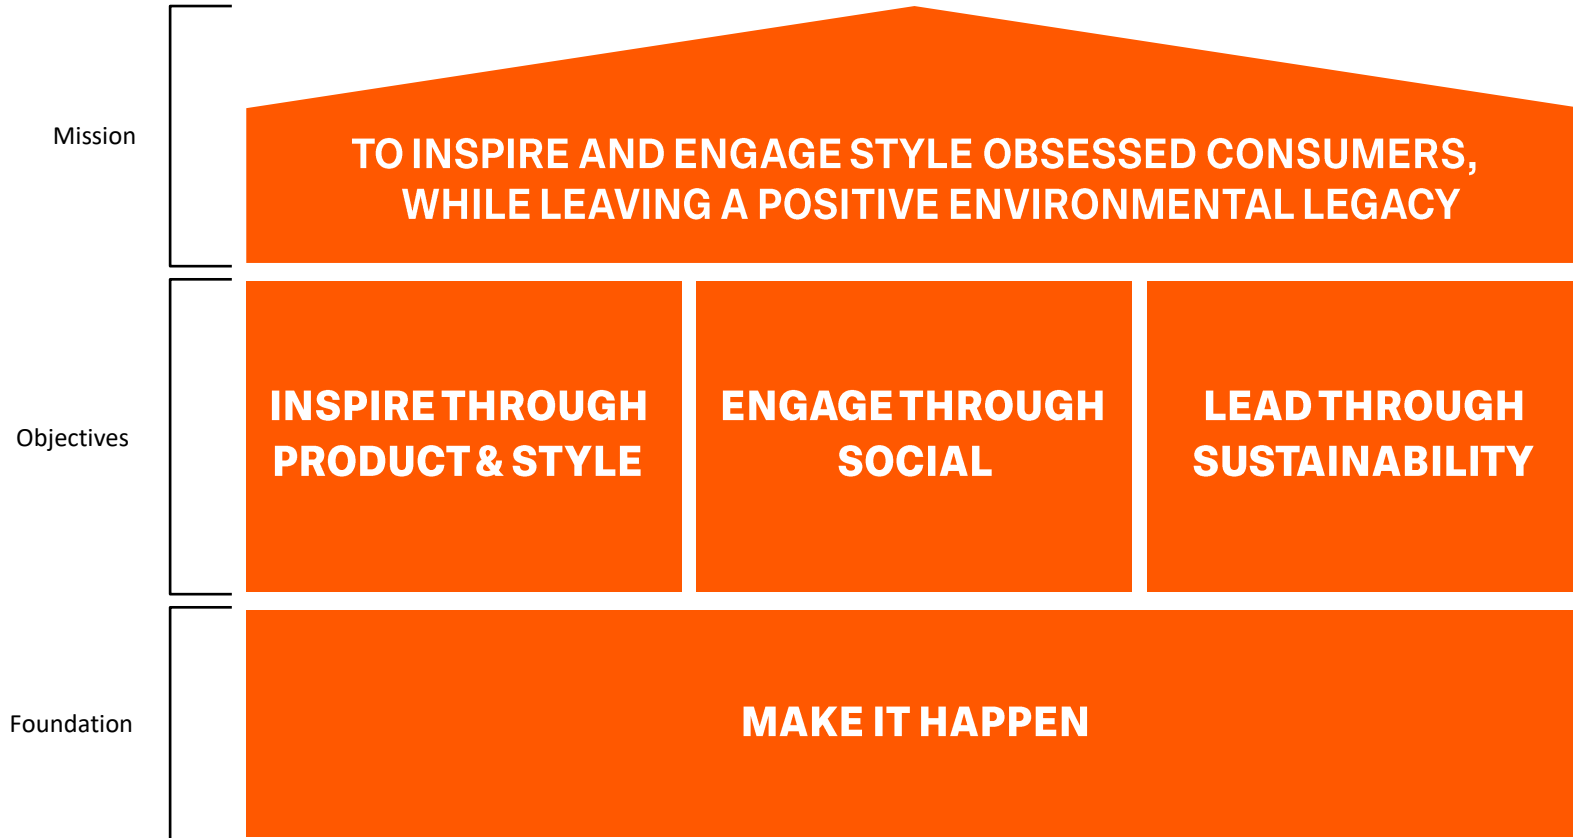 Mission
TO INSPIRE AND ENGAGE STYLE OBSESSED CONSUMERS,
WHILE LEAVING A POSITIVE ENVIRONMENTAL LEGACY
Objectives
INSPIRE THROUGH
PRODUCT & STYLE
ENGAGE THROUGH
SOCIAL
LEAD THROUGH
SUSTAINABILITY
Foundation
MAKE IT HAPPEN